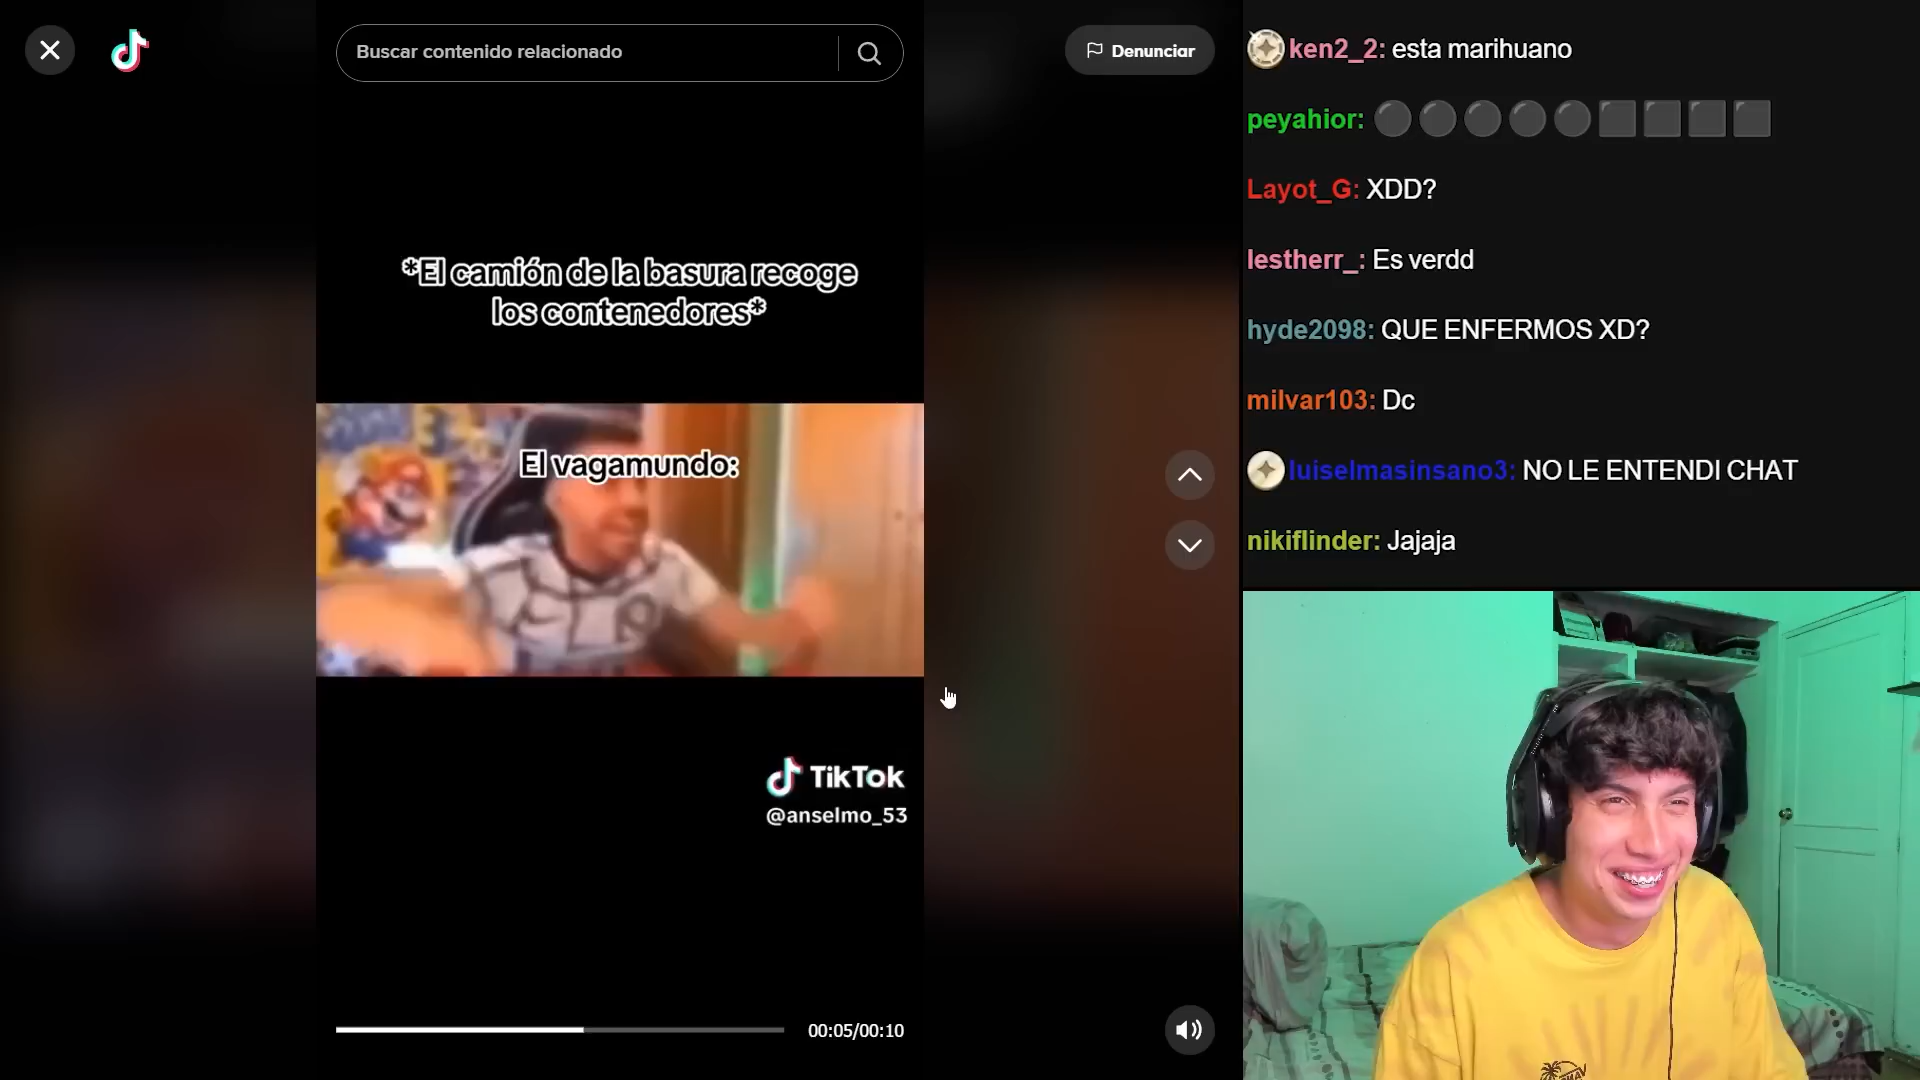 Buscar contenido relacionado
Denunciar
*El camión de la basura recoge
los contenedores*
El vagamundo:
TikTok
@anselmo_53
00:05/00:10
ken2_2: esta marihuano
peyahior:
Layot_G: XDD?
lestherr_: Es verdd
hyde2098: QUE ENFERMOS XD?
milvar103: Dc
luiselmasinsano3: NO LE ENTENDI CHAT
nikiflinder: Jajaja